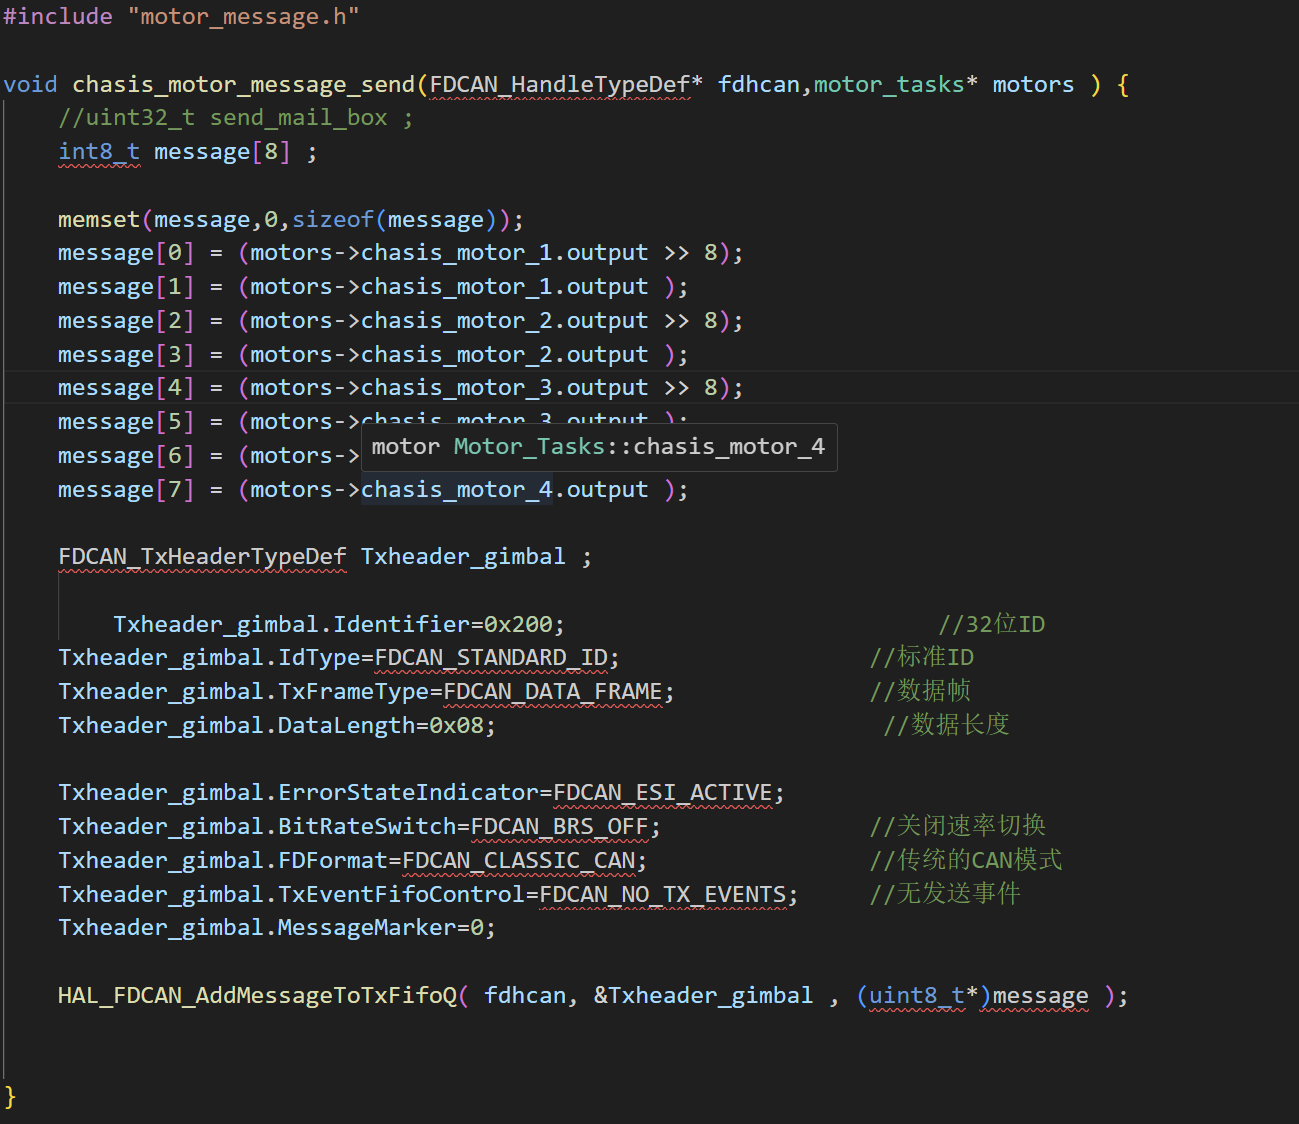 #include "motor_message.h"
void chasis_motor_message_send(FDCAN_HandleTypeDef* fdhcan,motor_tasks* motors ) {
//uint32_t send_mail_box ;
int8_t message[8] ;
memset(message,0,sizeof(message));
message[0] = (motors->chasis_motor_1.output >> 8);
message[1] = (motors->chasis_motor_1.output );
message[2] = (motors->chasis_motor_2.output >> 8);
message[3] = (motors->chasis_motor_2.output );
message[4] = (motors->chasis_motor_3.output >> 8);
message[5] = (motors->chasis_motor_3.output );
message[6] = (motors->
motor Motor_Tasks::chasis_motor_4
message[7] = (motors->chasis_motor_4.output );
FDCAN_TxHeaderTypeDef Txheader_gimbal ;
Txheader_gimbal.Identifier=0x200; //32位ID
Txheader_gimbal.IdType=FDCAN_STANDARD_ID; //标准ID
Txheader_gimbal.TxFrameType=FDCAN_DATA_FRAME; //数据帧
Txheader_gimbal.DataLength=0x08; //数据长度
Txheader_gimbal.ErrorStateIndicator=FDCAN_ESI_ACTIVE;
Txheader_gimbal.BitRateSwitch=FDCAN_BRS_OFF; //关闭速率切换
Txheader_gimbal.FDFormat=FDCAN_CLASSIC_CAN; //传统的CAN模式
Txheader_gimbal.TxEventFifoControl=FDCAN_NO_TX_EVENTS; //无发送事件
Txheader_gimbal.MessageMarker=0;
HAL_FDCAN_AddMessageToTxFifoQ( fdhcan, &Txheader_gimbal , (uint8_t*)message );
}